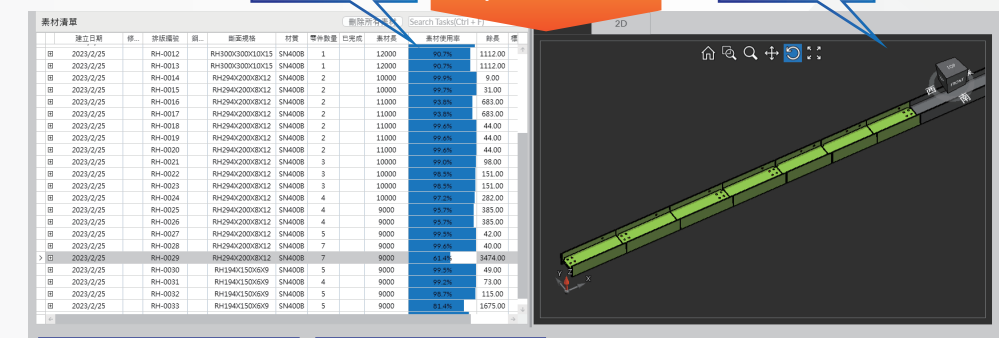 素材清單
刪除所有素材
Search Tasks(Ctrl + F)
2D
建立日期 修... 排版編號 鋼... 斷面規格 材質 零件數量 已完成 素材長 素材使用率 餘長
2023/2/25 RH-0012 RH300X300X10X15 SN400B 1 12000 90.7% 1112.00
2023/2/25 RH-0013 RH300X300X10X15 SN400B 1 12000 90.7% 1112.00
2023/2/25 RH-0014 RH294X200X8X12 SN400B 2 10000 99.9% 9.00
2023/2/25 RH-0015 RH294X200X8X12 SN400B 2 10000 99.7% 31.00
2023/2/25 RH-0016 RH294X200X8X12 SN400B 2 11000 93.8% 683.00
2023/2/25 RH-0017 RH294X200X8X12 SN400B 2 11000 93.8% 683.00
2023/2/25 RH-0018 RH294X200X8X12 SN400B 2 11000 99.6% 44.00
2023/2/25 RH-0019 RH294X200X8X12 SN400B 2 11000 99.6% 44.00
2023/2/25 RH-0020 RH294X200X8X12 SN400B 2 11000 99.6% 44.00
2023/2/25 RH-0021 RH294X200X8X12 SN400B 3 10000 99.0% 98.00
2023/2/25 RH-0022 RH294X200X8X12 SN400B 3 10000 98.5% 151.00
2023/2/25 RH-0023 RH294X200X8X12 SN400B 3 10000 98.5% 151.00
2023/2/25 RH-0024 RH294X200X8X12 SN400B 4 10000 97.2% 282.00
2023/2/25 RH-0025 RH294X200X8X12 SN400B 4 9000 95.7% 385.00
2023/2/25 RH-0026 RH294X200X8X12 SN400B 4 9000 95.7% 385.00
2023/2/25 RH-0027 RH294X200X8X12 SN400B 5 9000 99.5% 42.00
2023/2/25 RH-0028 RH294X200X8X12 SN400B 7 9000 99.6% 40.00
2023/2/25 RH-0029 RH294X200X8X12 SN400B 7 9000 61.4% 3474.00
2023/2/25 RH-0030 RH194X150X6X9 SN400B 5 9000 99.5% 49.00
2023/2/25 RH-0031 RH194X150X6X9 SN400B 4 9000 99.2% 73.00
2023/2/25 RH-0032 RH194X150X6X9 SN400B 5 9000 98.7% 115.00
2023/2/25 RH-0033 RH194X150X6X9 SN400B 5 9000 81.4% 1675.00
TOP
FRONT
西
南
Y Z X